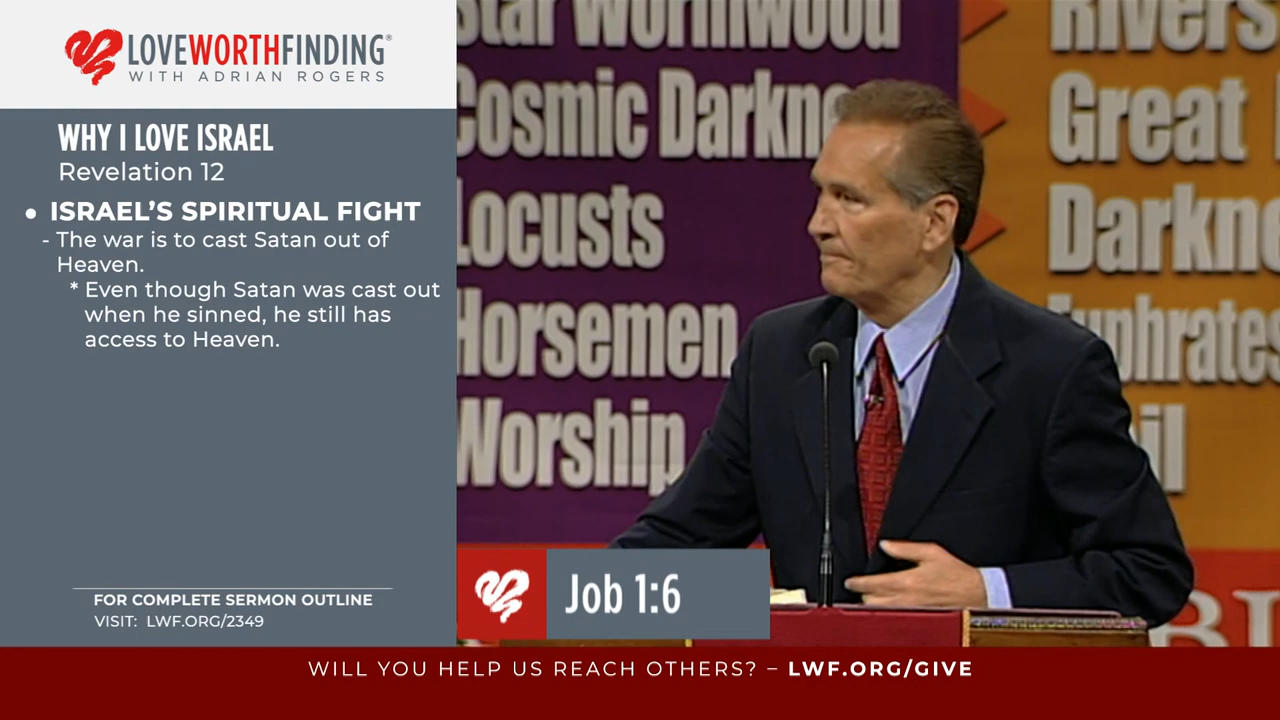 LOVEWORTHFINDING®
WITH ADRIAN ROGERS
WHY I LOVE ISRAEL
Revelation 12
• ISRAEL'S SPIRITUAL FIGHT
- The war is to cast Satan out of
Heaven.
* Even though Satan was cast out
when he sinned, he still has
access to Heaven.
FOR COMPLETE SERMON OUTLINE
VISIT: LWF.ORG/2349
Star Wormwood
Cosmic Darkne
Locusts
Horsemen
Worship
Rivers
Great
Darkne
Euphrates
Job 1:6
WILL YOU HELP US REACH OTHERS? – LWF.ORG/GIVE